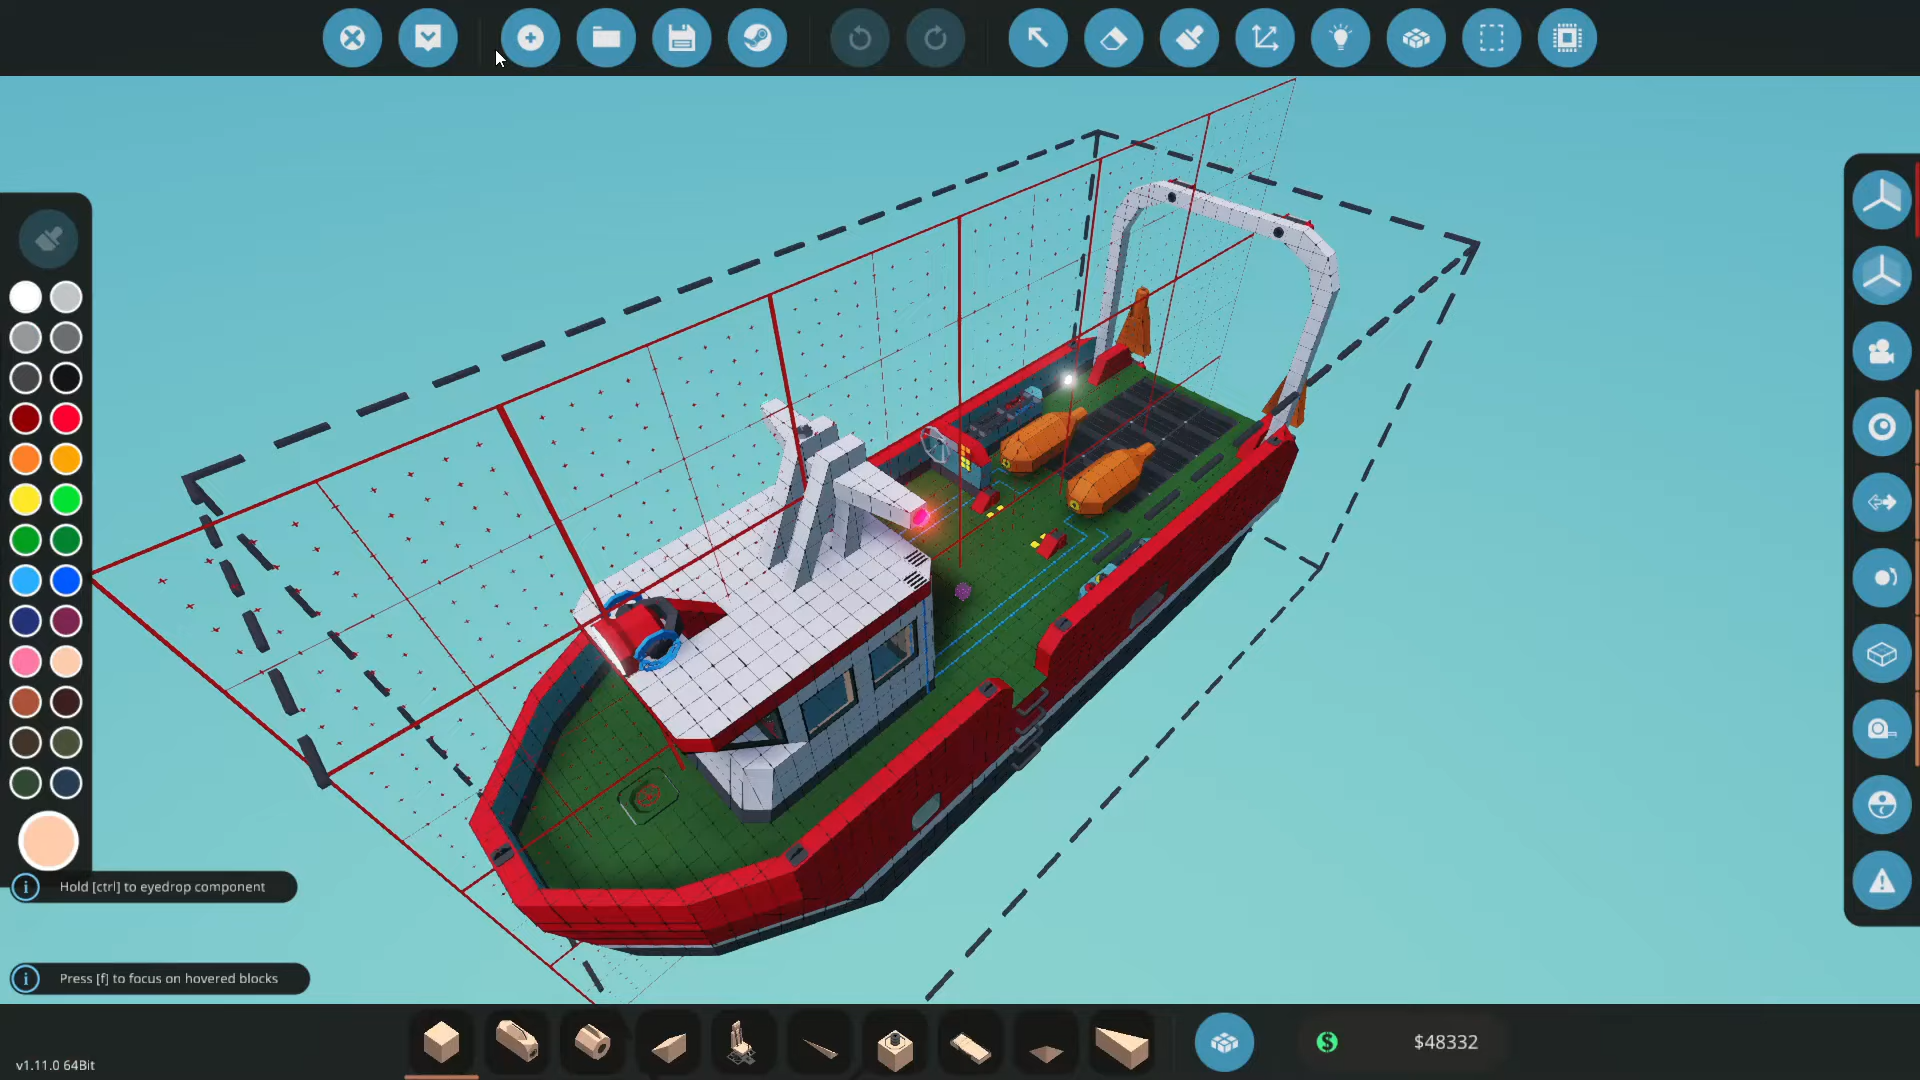 Hold [ctrl] to eyedrop component
Press [f] to focus on hovered blocks
$48332
v1.11.0 64Bit